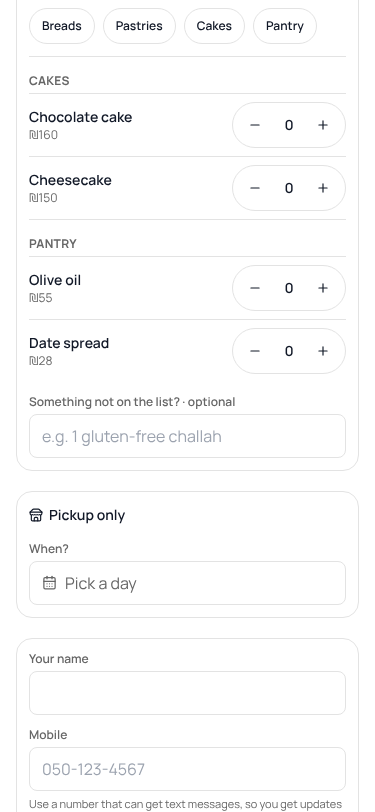 Breads
Pastries
Cakes
Pantry
CAKES
Chocolate cake
₪160
− 0 +
Cheesecake
₪150
− 0 +
PANTRY
Olive oil
₪55
− 0 +
Date spread
₪28
− 0 +
Something not on the list? · optional
e.g. 1 gluten-free challah
Pickup only
When?
Pick a day
Your name
Mobile
050-123-4567
Use a number that can get text messages, so you get updates